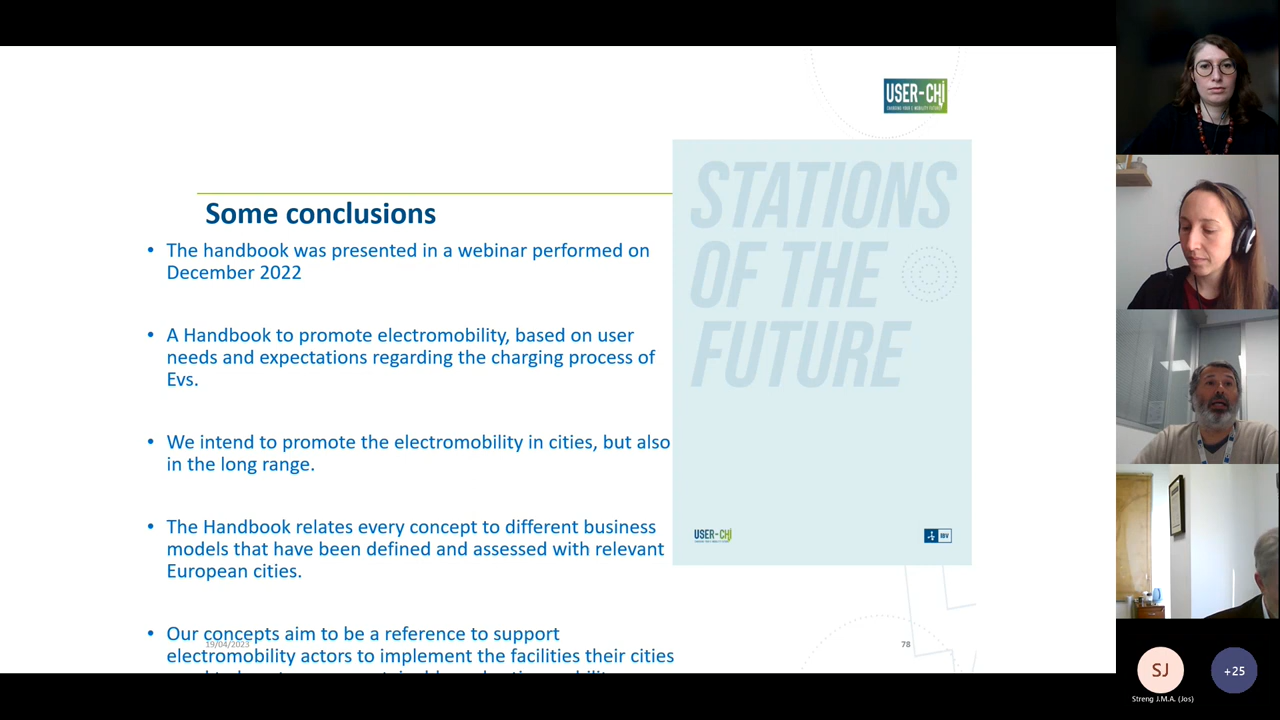 USER-CHi
STATIONS
OF THE
FUTURE
Some conclusions
• The handbook was presented in a webinar performed on
December 2022
• A Handbook to promote electromobility, based on user
needs and expectations regarding the charging process of
Evs.
• We intend to promote the electromobility in cities, but also
in the long range.
• The Handbook relates every concept to different business
models that have been defined and assessed with relevant
European cities.
USER-CHi
IBV
• Our concepts aim to be a reference to support
19/04/2023
78
electromobility actors to implement the facilities their cities
SJ
+25
Streng J.M.A. (Jos)